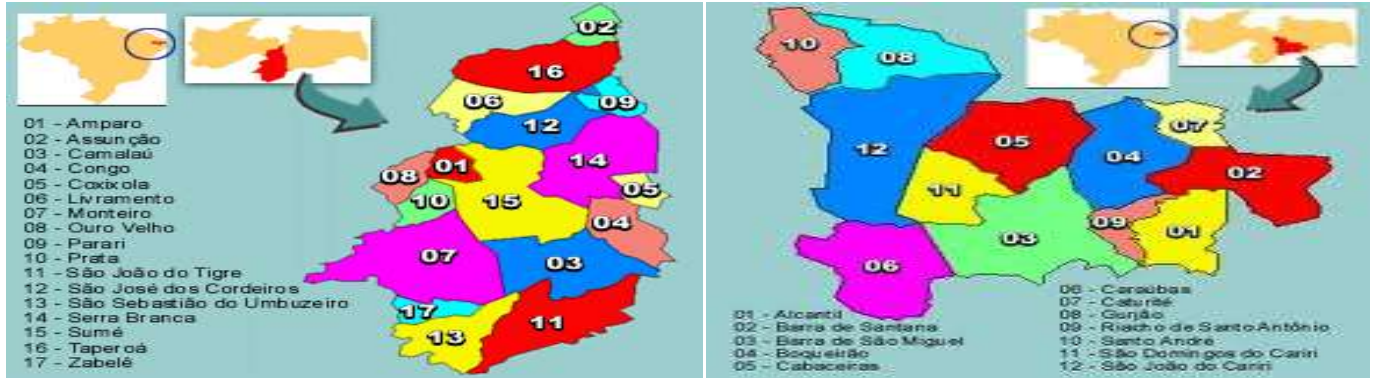 02
16
06
09
12
14
01
08
05
10
15
04
07
03
17
11
13
01 - Amparo
02 - Assunção
03 - Camalaú
04 - Congo
05 - Coxixola
06 - Livramento
07 - Monteiro
08 - Ouro Velho
09 - Parari
10 - Prata
11 - São João do Tigre
12 - São José dos Cordeiros
13 - São Sebastião do Umbuzeiro
14 - Serra Branca
15 - Sumé
16 - Taperoá
17 - Zabelê
10
08
07
05
12
04
02
11
09
01
03
06
01 - Alcantil
02 - Barra de Santana
03 - Barra de São Miguel
04 - Boqueirão
05 - Cabaceiras
06 - Caraúbas
07 - Caturité
08 - Gurjão
09 - Riacho de Santo Antônio
10 - Santo André
11 - São Domingos do Cariri
12 - São João do Cariri